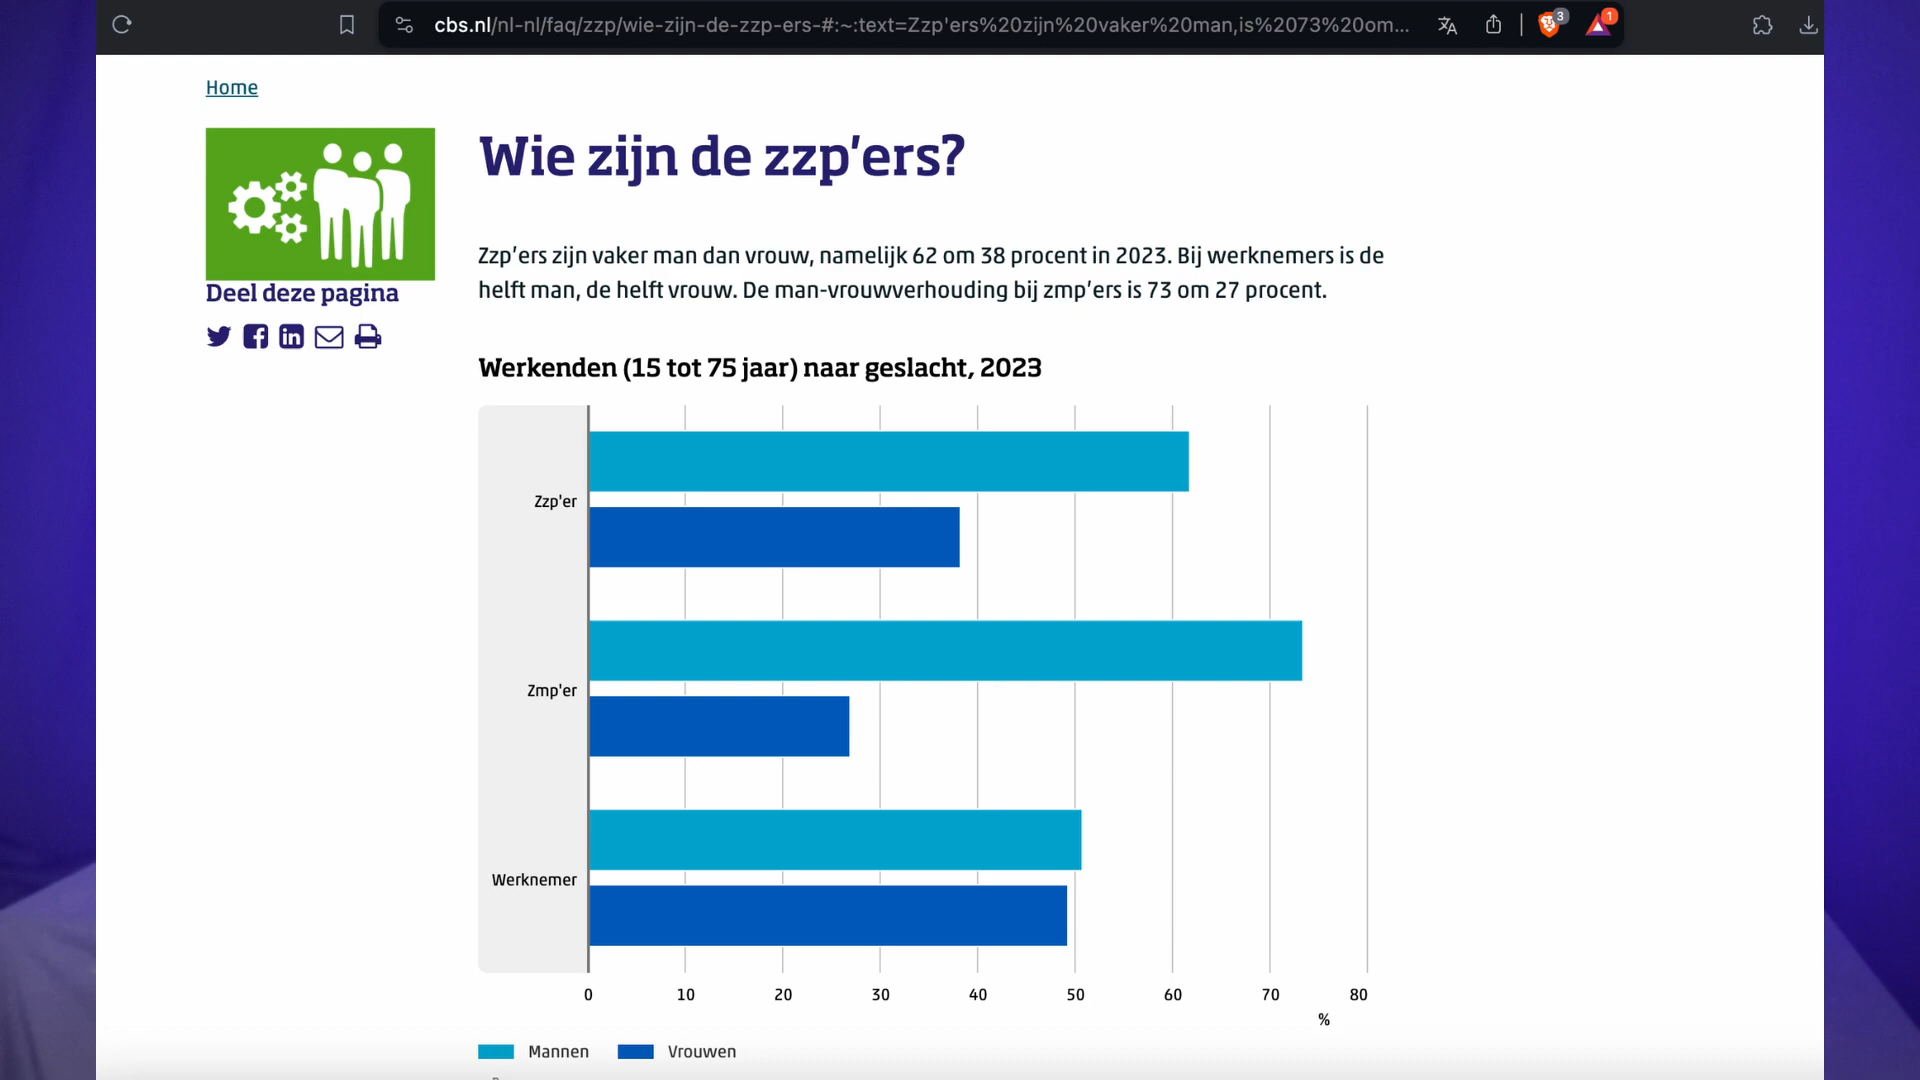 cbs.nl/nl-nl/faq/zzp/wie-zijn-de-zzp-ers-#:~:text=Zzp'ers%20zijn%20vaker%20man,is%2073%20om...
3
1
Home
Wie zijn de zzp'ers?
Deel deze pagina
Zzp'ers zijn vaker man dan vrouw, namelijk 62 om 38 procent in 2023. Bij werknemers is de
helft man, de helft vrouw. De man-vrouwverhouding bij zmp'ers is 73 om 27 procent.
Werkenden (15 tot 75 jaar) naar geslacht, 2023
Zzp'er
Zmp'er
Werknemer
0 10 20 30 40 50 60 70 80
%
Mannen Vrouwen